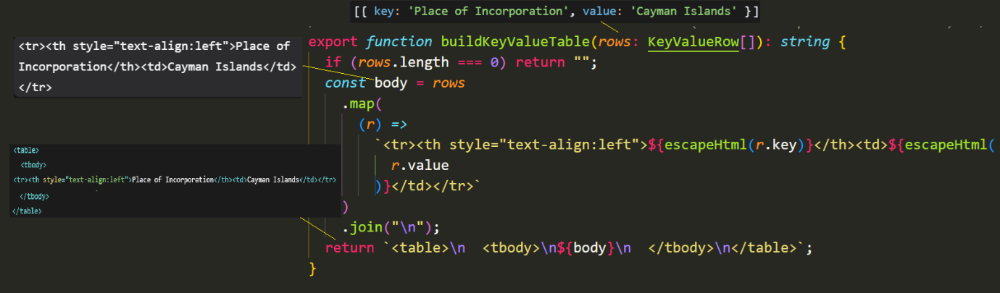 [[ key: 'Place of Incorporation', value: 'Cayman Islands' }]
<tr><th style="text-align:left">Place of
Incorporation</th><td>Cayman Islands</td>
</tr>
<table>
<tbody>
<tr><th style="text-align:left">Place of Incorporation</th><td>Cayman Islands</td></tr>
</tbody>
</table>
export function buildKeyValueTable(rows: KeyValueRow[]): string {
if (rows.length === 0) return "";
const body = rows
.map(
(r) =>
`<tr><th style="text-align:left">${escapeHtml(r.key)}</th><td>${escapeHtml(
r.value
)}</td></tr>`
)
.join("\n");
return `<table>\n  <tbody>\n${body}\n  </tbody>\n</table>`;
}